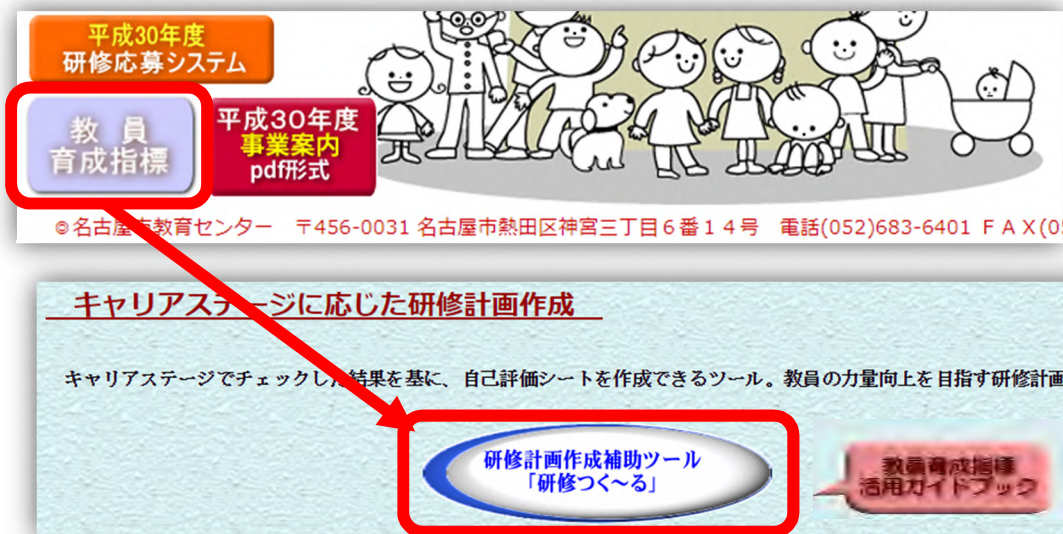 平成30年度
研修応募システム
教 員
育成指標
平成30年度
事業案内
pdf形式
©名古屋市教育センター 〒456-0031 名古屋市熱田区神宮三丁目6番14号 電話(052)683-6401 FAX(05
キャリアステージに応じた研修計画作成
キャリアステージでチェックした結果を基に、自己評価シートを作成できるツール。教員の力量向上を目指す研修計画
研修計画作成補助ツール
「研修つく～る」
教員育成指標
活用ガイドブック